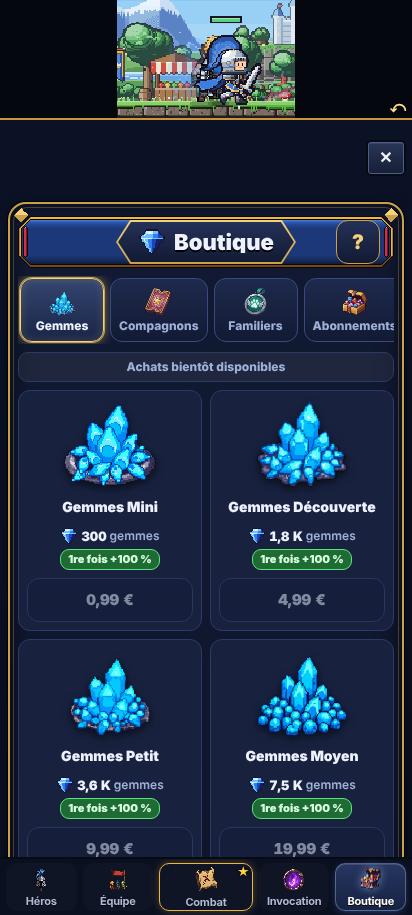 ×
Boutique
?
Gemmes
Compagnons
Familiers
Abonnements
Achats bientôt disponibles
Gemmes Mini
300 gemmes
1re fois +100 %
0,99 €
Gemmes Découverte
1,8 K gemmes
1re fois +100 %
4,99 €
Gemmes Petit
3,6 K gemmes
1re fois +100 %
9,99 €
Gemmes Moyen
7,5 K gemmes
1re fois +100 %
19,99 €
Héros
Équipe
Combat
Invocation
Boutique